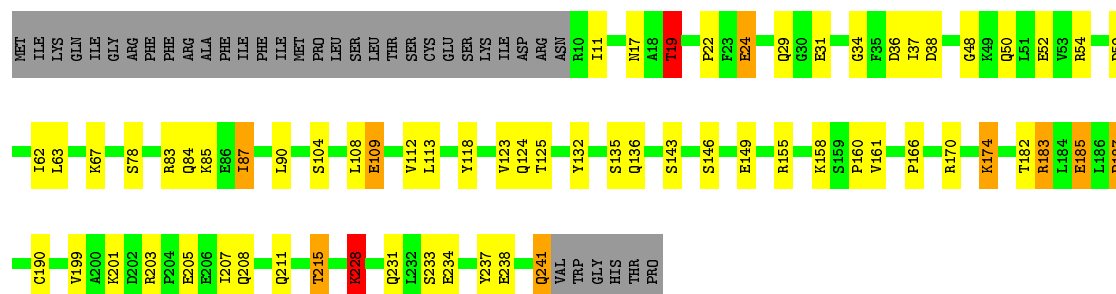 MET ILE LYS GLN ILE GLY ARG PHE PHE ARG ALA PHE ILE PHE ILE MET PRO LEU SER LEU THR SER CYS GLU SER LYS ILE ASP ARG ASN R10 I11 N17 A18 T19 P22 F23 E24 Q29 G30 E31 G34 F35 D36 I37 D38 G48 K49 Q50 L51 E52 V53 R54
I62 L63 K67 S78 R83 Q84 K85 E86 I87 L90 S104 L108 E109 V112 L113 Y118 V123 Q124 T125 Y132 S135 Q136 S143 S146 E149 R155 K158 S159 P160 V161 P166 R170 K174 T182 R183 L184 E185 L186
C190 V199 A200 K201 D202 R203 P204 E205 E206 I207 Q208 Q211 T215 K228 Q231 L232 S233 E234 Y237 E238 Q241 VAL TRP GLY HIS THR PRO